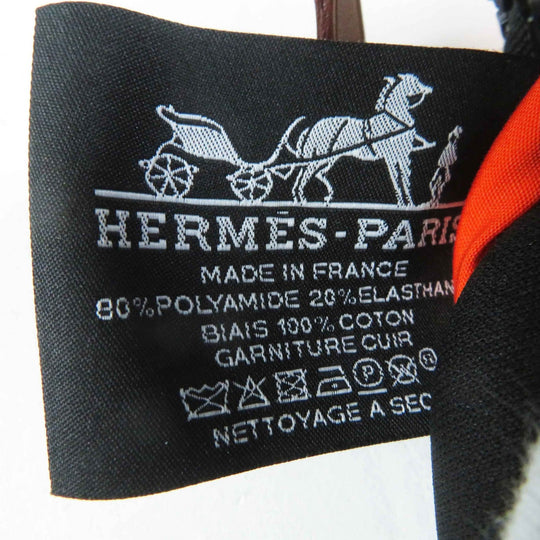 HERMÈS-PARIS
MADE IN FRANCE
80%POLYAMIDE 20%ELASTHAN
BIAIS 100% COTON
GARNITURE CUIR
P W ®
NETTOYAGE A SEC